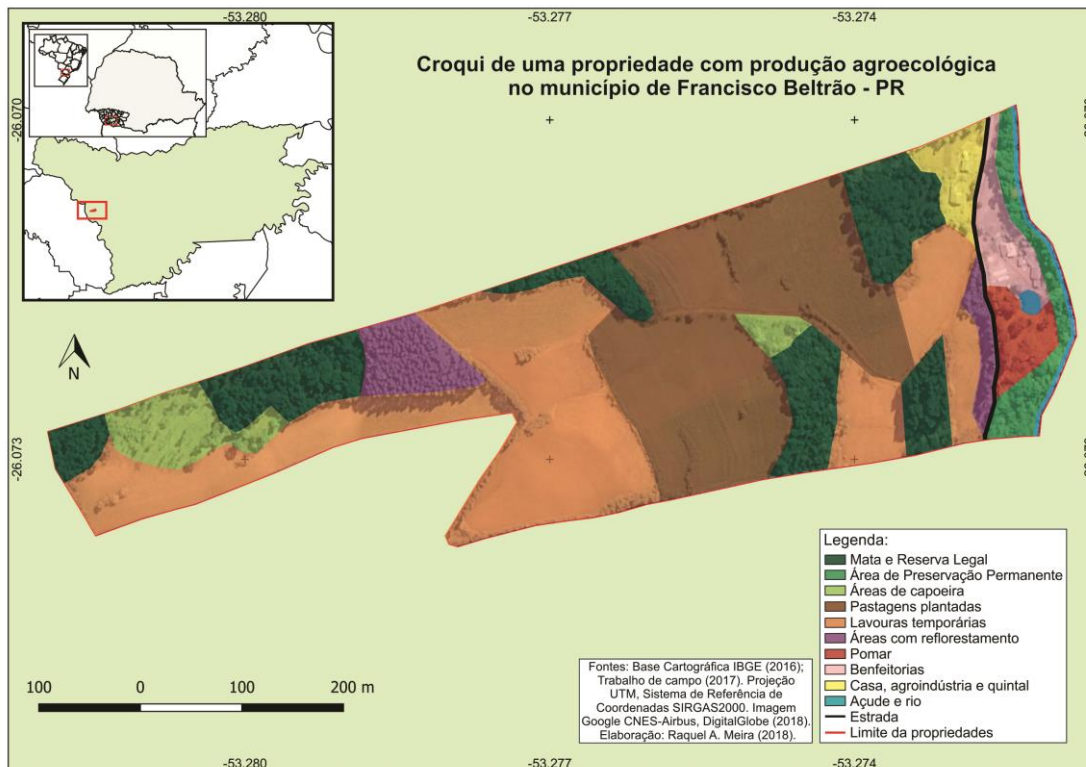 -53.280
-53.277
-53.274
Croqui de uma propriedade com produção agroecológica
no município de Francisco Beltrão - PR
-26.070
N
-26.073
100
0
100
200 m
Legenda:
Mata e Reserva Legal
Área de Preservação Permanente
Áreas de capoeira
Pastagens plantadas
Lavouras temporárias
Áreas com reflorestamento
Pomar
Benfeitorias
Casa, agroindústria e quintal
Açude e rio
Estrada
Limite da propriedades
Fontes: Base Cartográfica IBGE (2016);
Trabalho de campo (2017). Projeção
UTM, Sistema de Referência de
Coordenadas SIRGAS2000. Imagem
Google CNES-Airbus, DigitalGlobe (2018).
Elaboração: Raquel A. Meira (2018).
-53.280
-53.277
-53.274